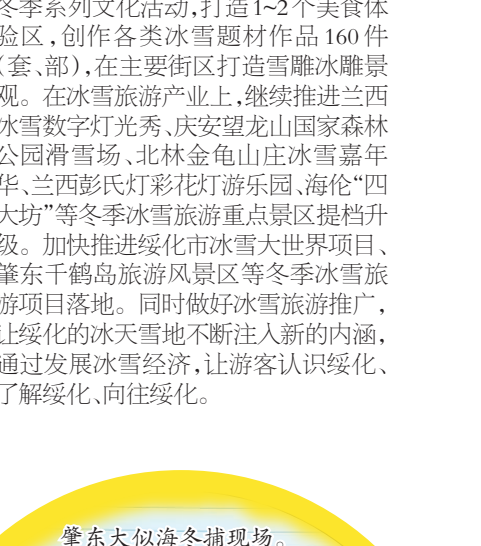 冬季系列文化活动,打造1~2个美食体
验区,创作各类冰雪题材作品160件
(套、部),在主要街区打造雪雕冰雕景
观。在冰雪旅游产业上,继续推进兰西
冰雪数字灯光秀、庆安望龙山国家森林
公园滑雪场、北林金龟山庄冰雪嘉年
华、兰西彭氏灯彩花灯游乐园、海伦“四
大坊”等冬季冰雪旅游重点景区提档升
级。加快推进绥化市冰雪大世界项目、
肇东千鹤岛旅游风景区等冬季冰雪旅
游项目落地。同时做好冰雪旅游推广,
让绥化的冰天雪地不断注入新的内涵,
通过发展冰雪经济,让游客认识绥化、
了解绥化、向往绥化。
肇东大似海冬捕现场。